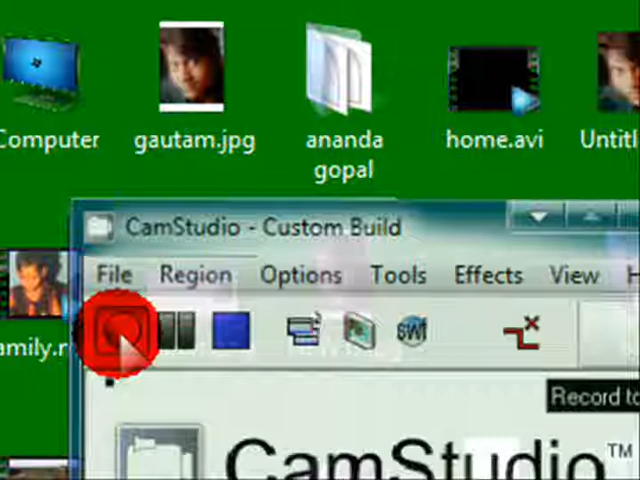 Computer
gautam.jpg
ananda
gopal
home.avi
Untitl
CamStudio - Custom Build
File Region Options Tools Effects View H
amily.r
SWF
Record to
CamStudio™